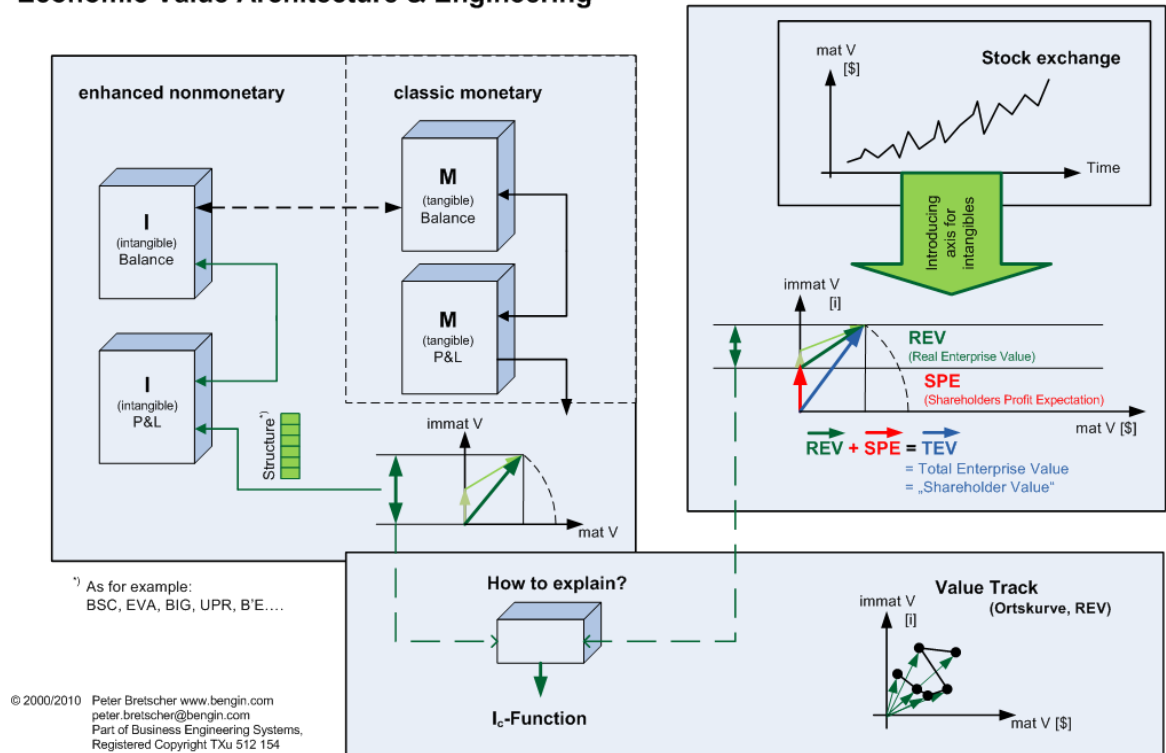 Economic Value Architecture & Engineering
enhanced nonmonetary
classic monetary
I
(intangible)
Balance
M
(tangible)
Balance
I
(intangible)
P&L
M
(tangible)
P&L
Structure*)
immat V
mat V
*) As for example:
BSC, EVA, BIG, UPR, B'E....
mat V
[$]
Stock exchange
Time
Introducing
axis for
intangibles
immat V
[i]
REV
(Real Enterprise Value)
SPE
(Shareholders Profit Expectation)
mat V [$]
REV + SPE = TEV
= Total Enterprise Value
= „Shareholder Value“
How to explain?
Ic-Function
Value Track
(Ortskurve, REV)
immat V
[i]
mat V [$]
© 2000/2010 Peter Bretscher www.bengin.com
peter.bretscher@bengin.com
Part of Business Engineering Systems,
Registered Copyright TXu 512 154